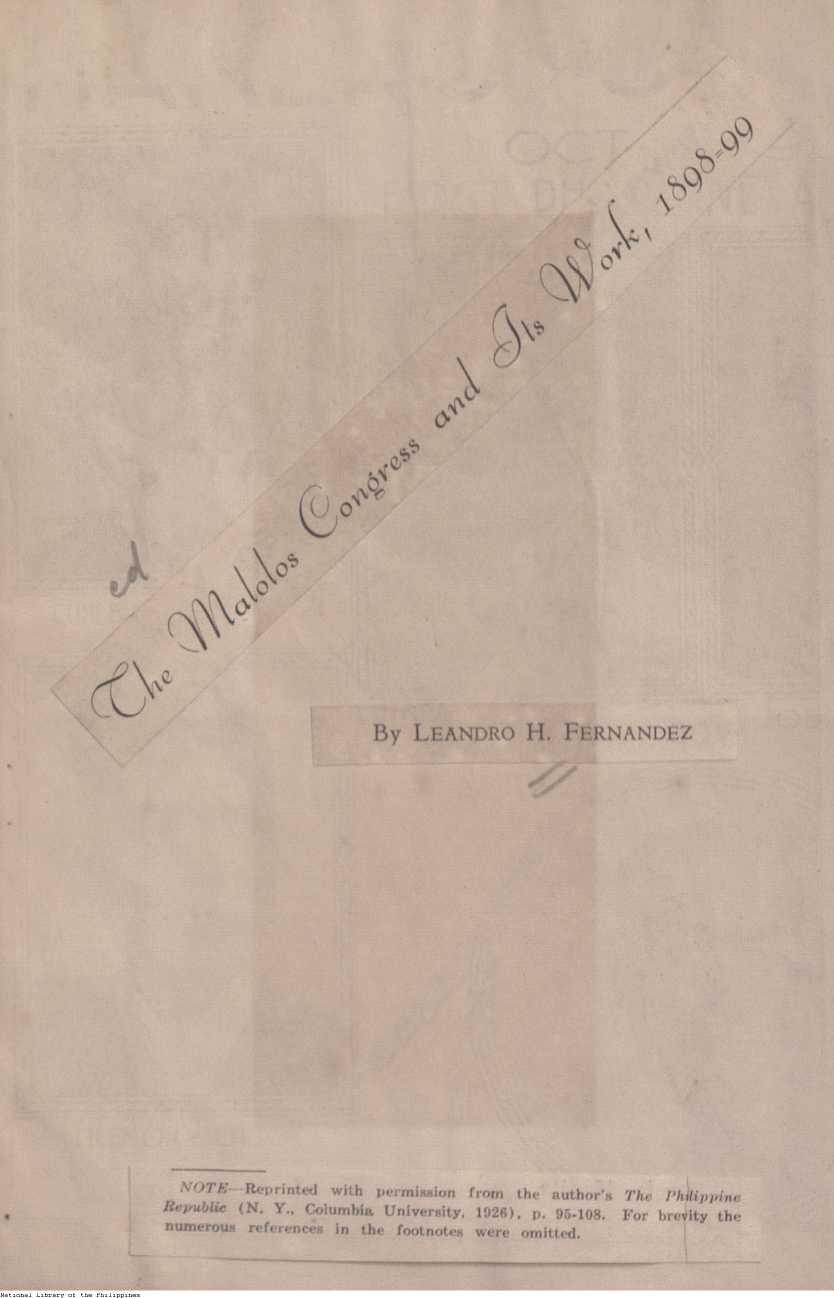 The Malolos Congress and Its Work, 1898-99
ed
By LEANDRO H. FERNANDEZ
NOTE—Reprinted with permission from the author's The Philippine
Republic (N. Y., Columbia University, 1926), p. 95-108. For brevity the
numerous references in the footnotes were omitted.
National Library of the Philippines